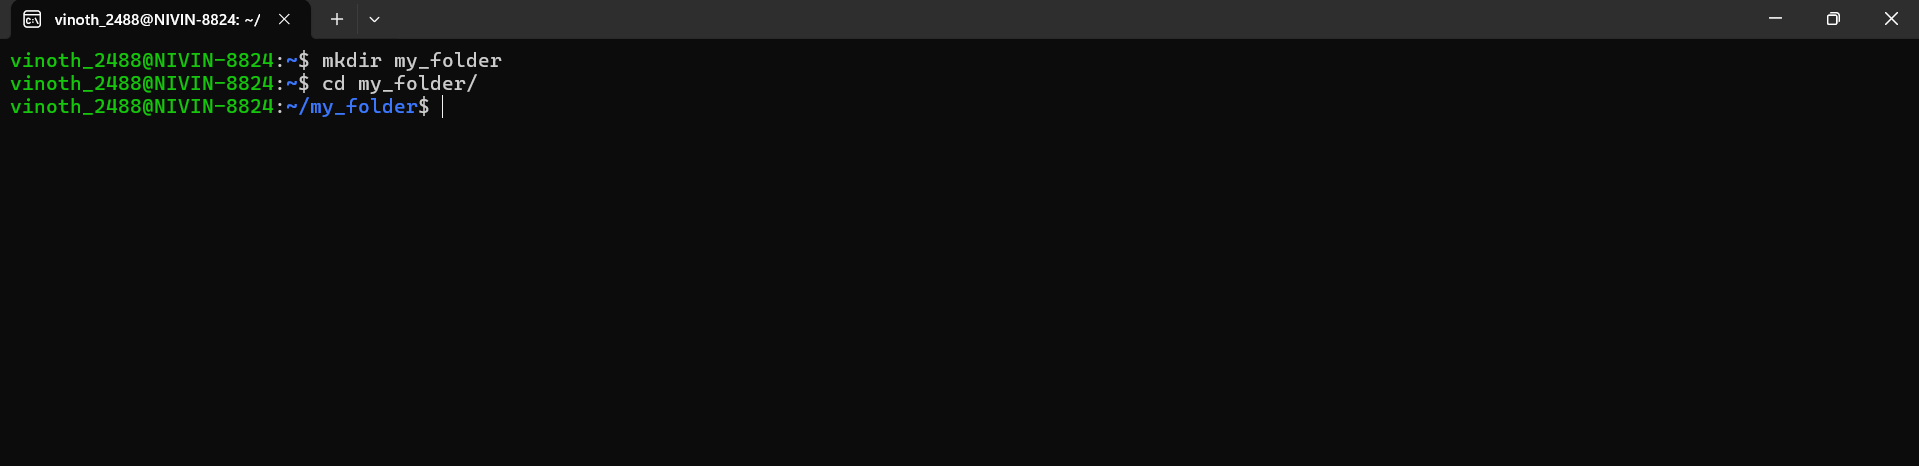 vinoth_2488@NIVIN-8824: ~/
vinoth_2488@NIVIN-8824:~$ mkdir my_folder
vinoth_2488@NIVIN-8824:~$ cd my_folder/
vinoth_2488@NIVIN-8824:~/my_folder$